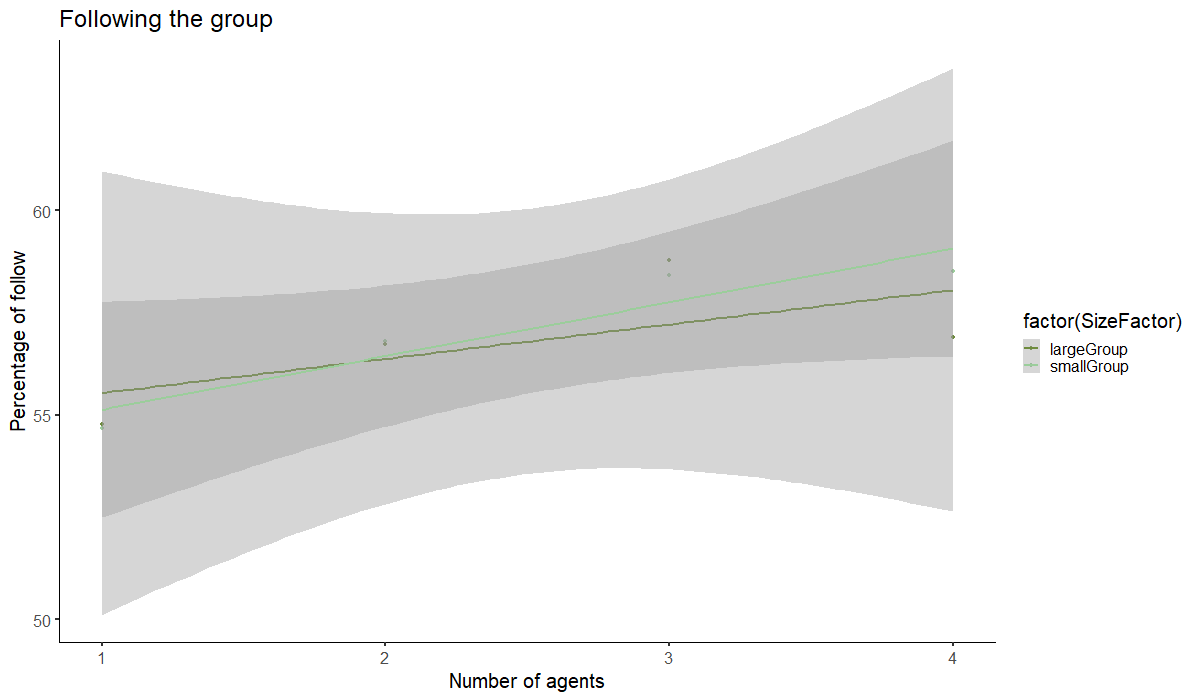 Following the group
Percentage of follow
60
55
50
1 2 3 4
Number of agents
factor(SizeFactor)
largeGroup
smallGroup